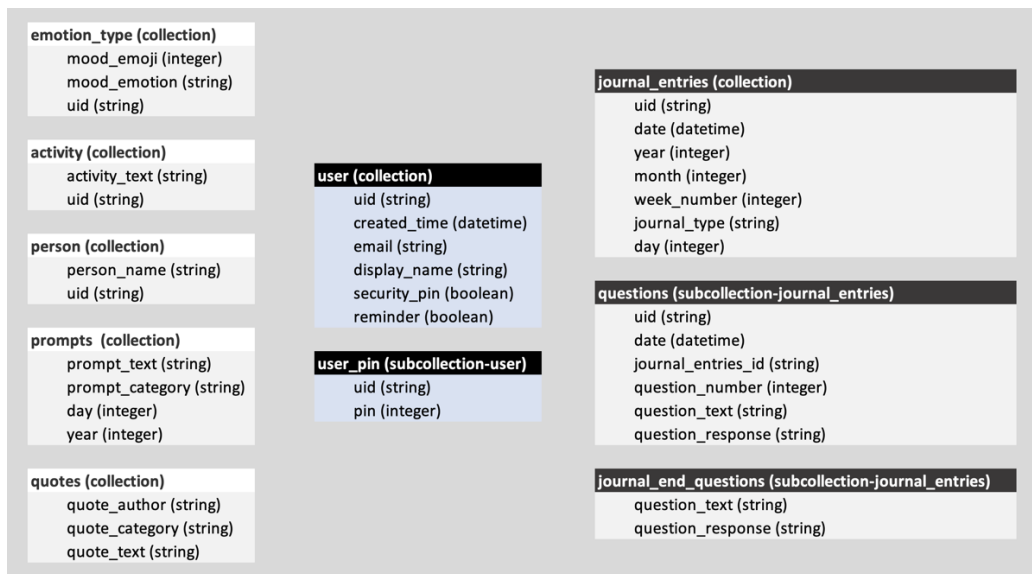 emotion_type (collection)
mood_emoji (integer)
mood_emotion (string)
uid (string)
activity (collection)
activity_text (string)
uid (string)
person (collection)
person_name (string)
uid (string)
prompts (collection)
prompt_text (string)
prompt_category (string)
day (integer)
year (integer)
quotes (collection)
quote_author (string)
quote_category (string)
quote_text (string)
user (collection)
uid (string)
created_time (datetime)
email (string)
display_name (string)
security_pin (boolean)
reminder (boolean)
user_pin (subcollection-user)
uid (string)
pin (integer)
journal_entries (collection)
uid (string)
date (datetime)
year (integer)
month (integer)
week_number (integer)
journal_type (string)
day (integer)
questions (subcollection-journal_entries)
uid (string)
date (datetime)
journal_entries_id (string)
question_number (integer)
question_text (string)
question_response (string)
journal_end_questions (subcollection-journal_entries)
question_text (string)
question_response (string)